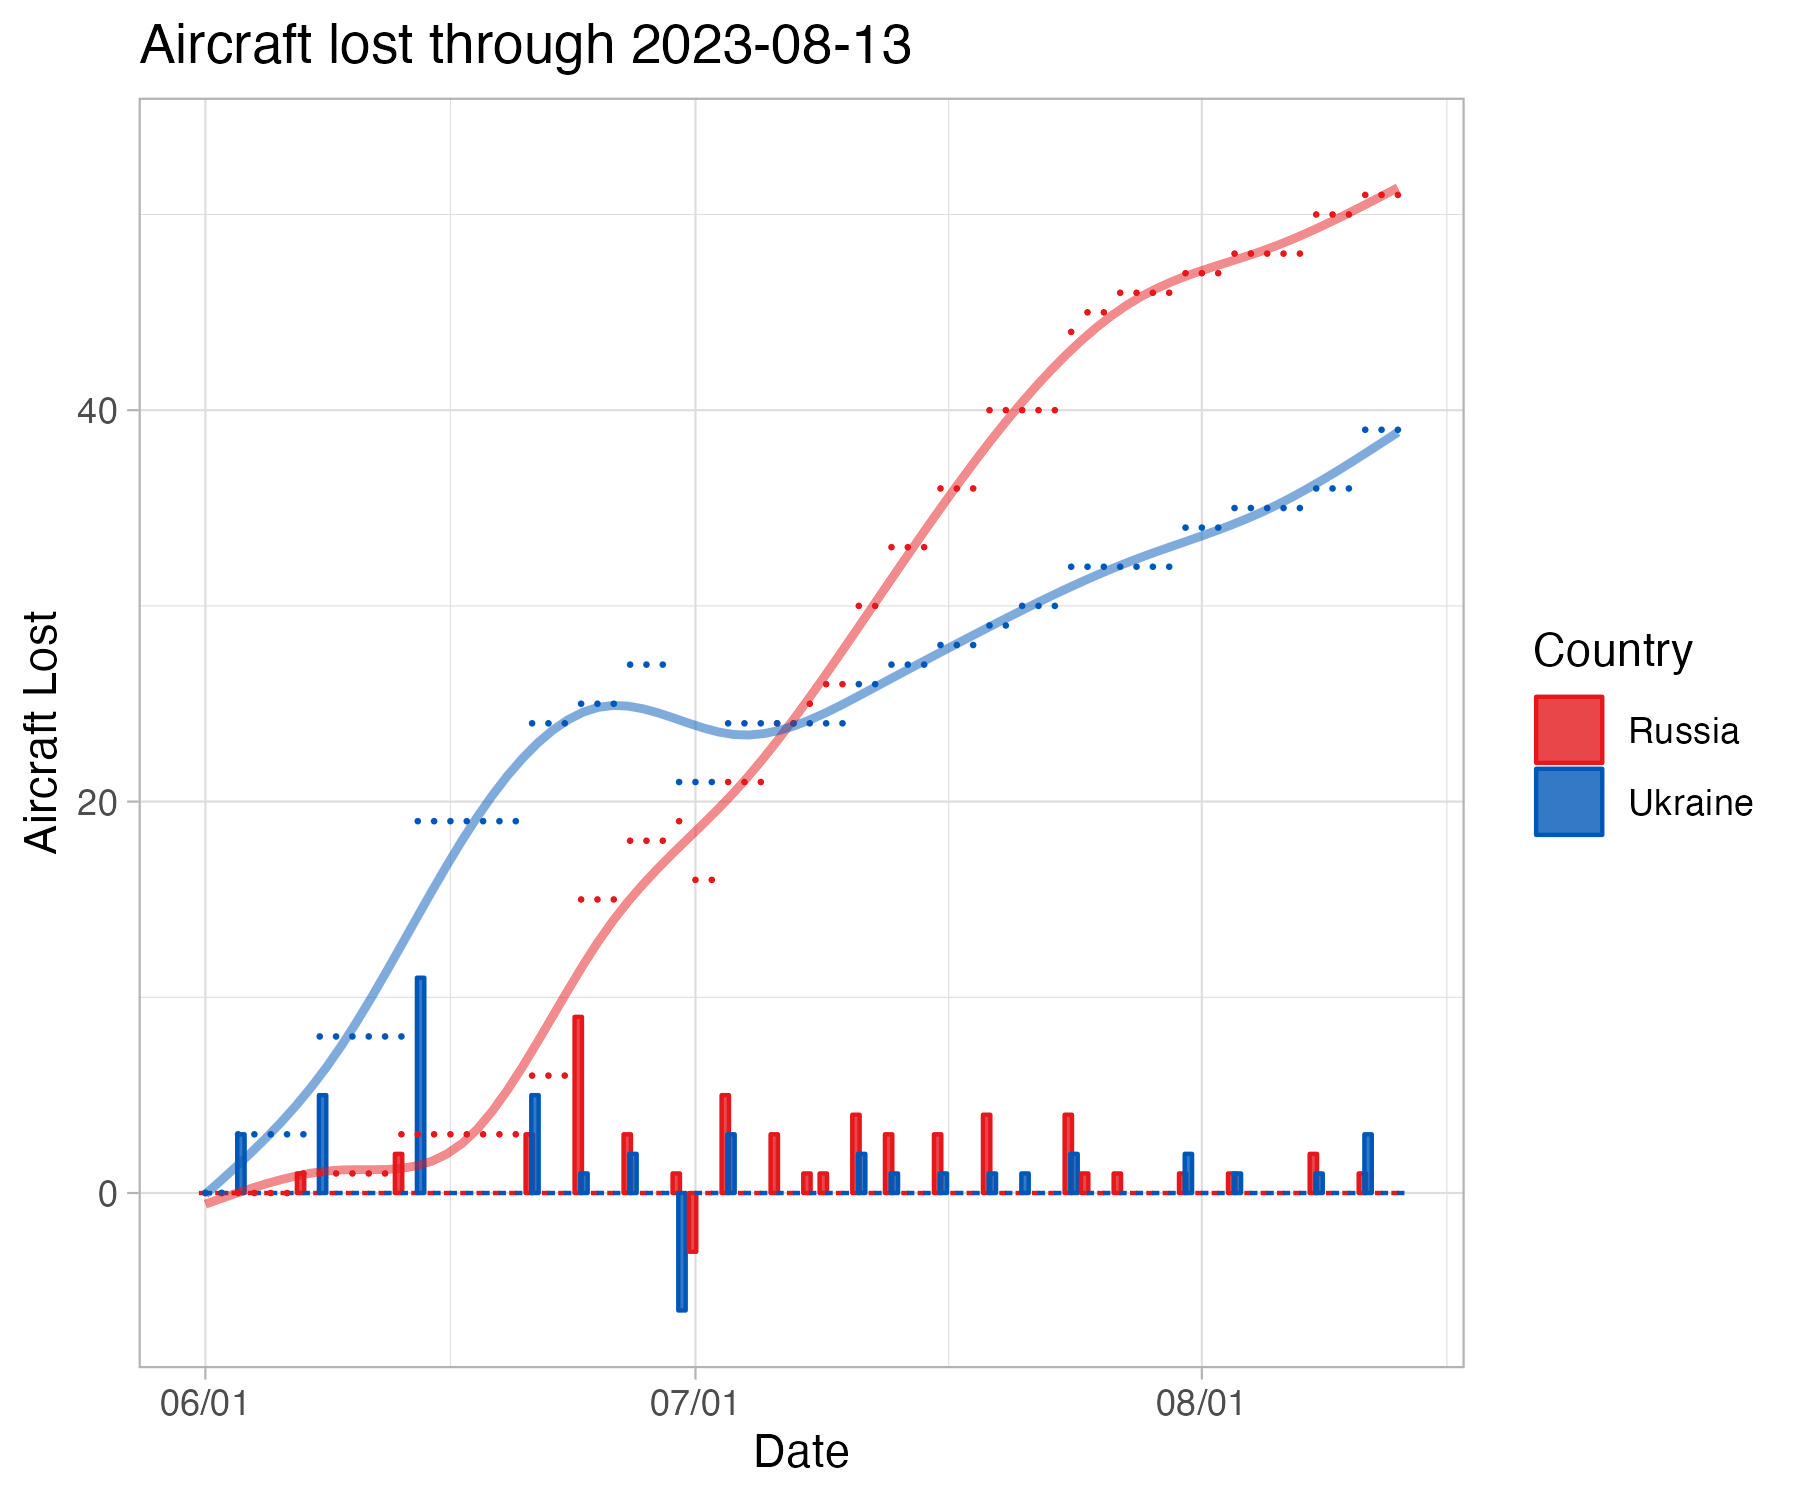 Aircraft lost through 2023-08-13
Aircraft Lost
40
20
0
06/01
07/01
08/01
Date
Country
Russia
Ukraine